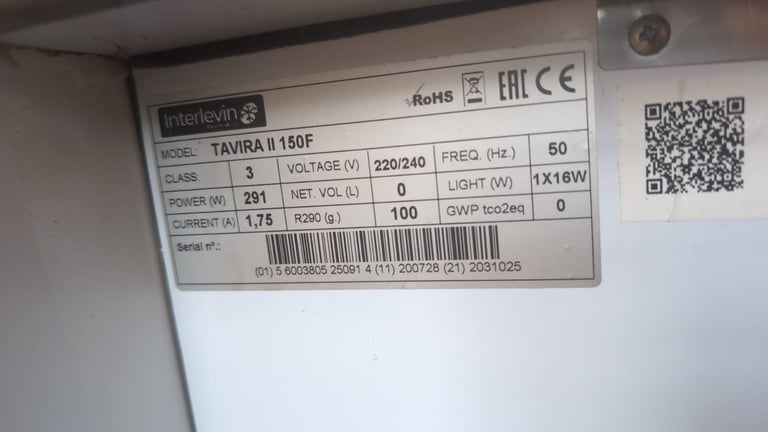 Interlevin
RoHS EAC CE
MODEL: TAVIRA II 150F
CLASS: 3 VOLTAGE (V) 220/240 FREQ. (Hz.) 50
POWER (W) 291 NET. VOL (L) 0 LIGHT (W) 1X16W
CURRENT (A) 1,75 R290 (g.) 100 GWP tco2eq 0
Serial nº.:
(01) 5 6003805 25091 4 (11) 200728 (21) 2031025